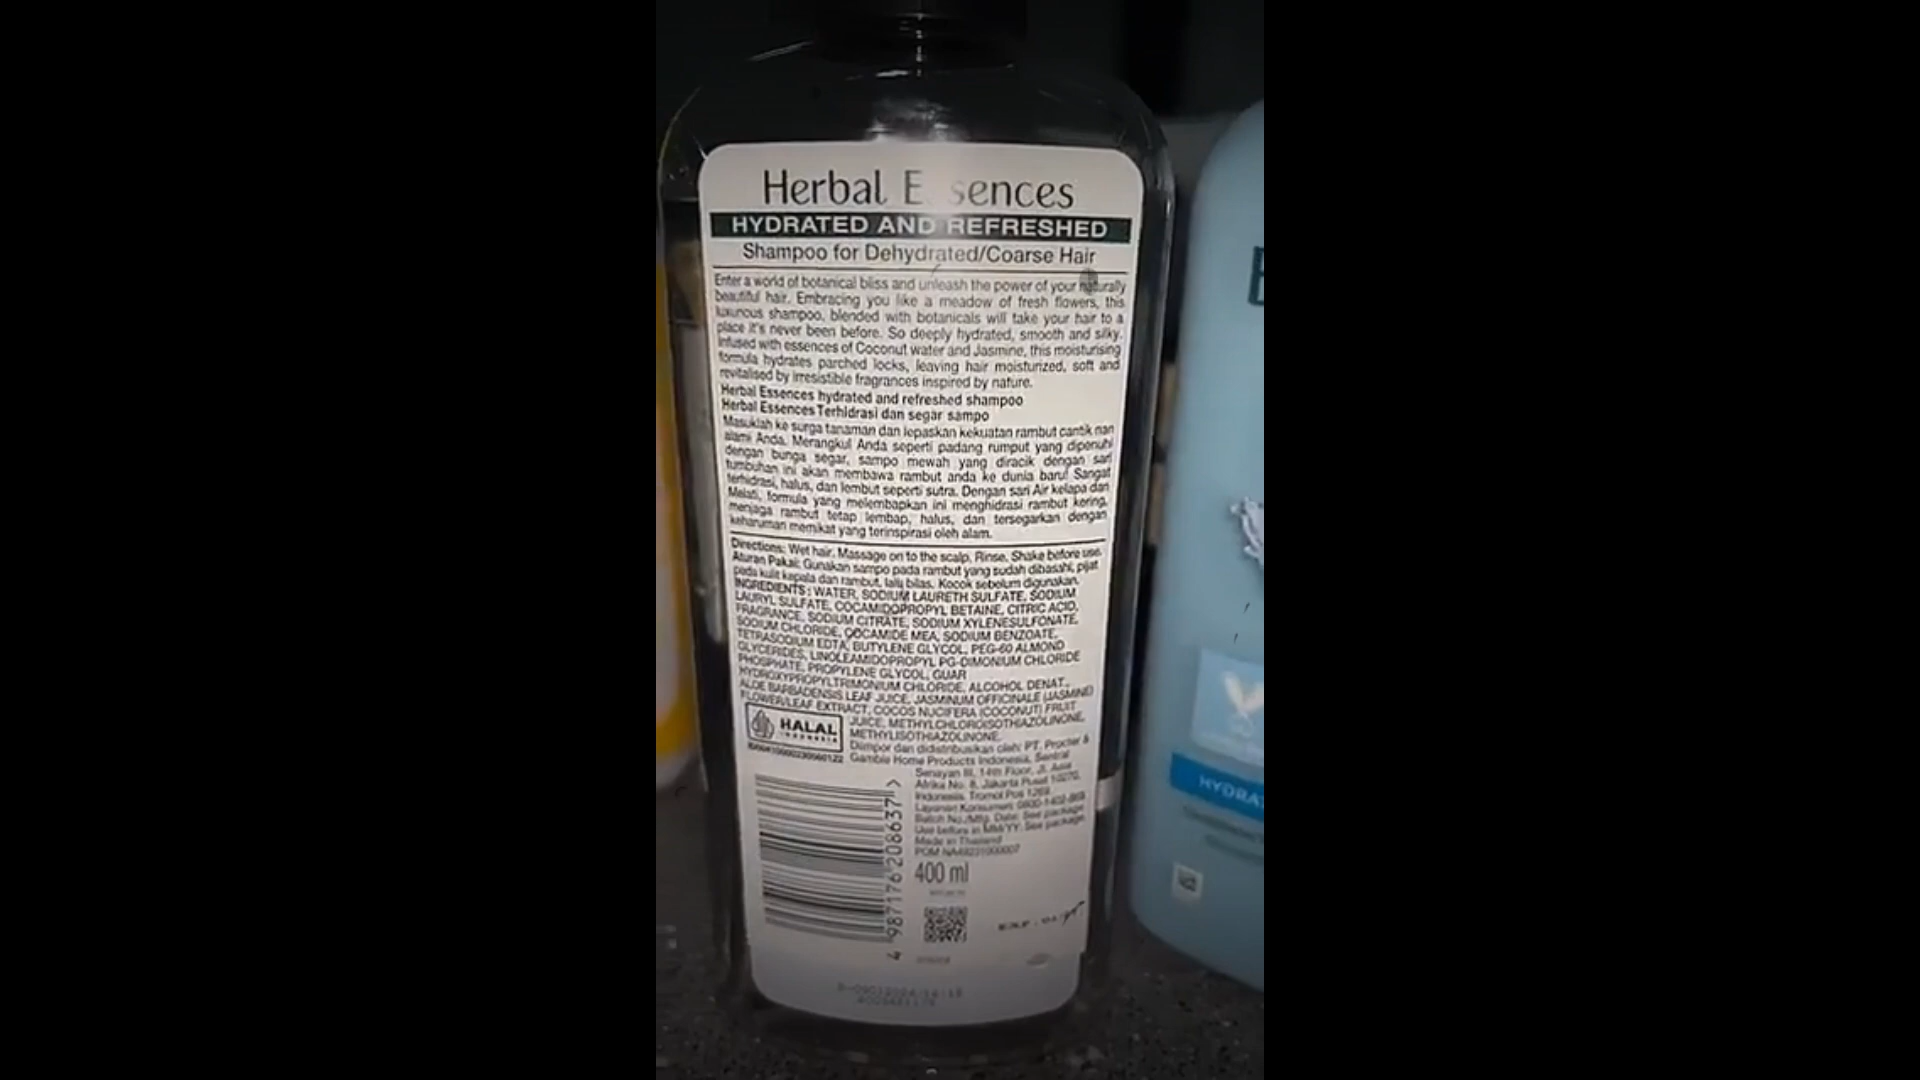 Herbal E sences
HYDRATED AND REFRESHED
Shampoo for Dehydrated/Coarse Hair
Enter a world of botanical bliss and unleash the power of your naturally
beautiful hair. Embracing you like a meadow of fresh flowers, this
luxurious shampoo, blended with botanicals will take your hair to a
place it's never been before. So deeply hydrated, smooth and silky.
Infused with essences of Coconut water and Jasmine, this moisturising
formula hydrates parched locks, leaving hair moisturized, soft and
revitalised by irresistible fragrances inspired by nature.
Herbal Essences hydrated and refreshed shampoo
Herbal Essences Terhidrasi dan segar sampo
Masuklah ke surga tanaman dan lepaskan kekuatan rambut cantik nan
alami Anda. Merangkul Anda seperti padang rumput yang dipenuhi
dengan bunga segar, sampo mewah yang diracik dengan sari
tumbuhan ini akan membawa rambut anda ke dunia baru! Sangat
terhidrasi, halus, dan lembut seperti sutra. Dengan sari Air kelapa dan
Melati, formula yang melembapkan ini menghidrasi rambut kering,
menjaga rambut tetap lembap, halus, dan tersegarkan dengan
keharuman memikat yang terinspirasi oleh alam.
Directions: Wet hair. Massage on to the scalp. Rinse. Shake before use.
Aturan Pakai: Gunakan sampo pada rambut yang sudah dibasahi, pijat
pada kulit kepala dan rambut, lalu bilas. Kocok sebelum digunakan.
INGREDIENTS: WATER, SODIUM LAURETH SULFATE, SODIUM
LAURYL SULFATE, COCAMIDOPROPYL BETAINE, CITRIC ACID,
FRAGRANCE, SODIUM CITRATE, SODIUM XYLENESULFONATE,
SODIUM CHLORIDE, COCAMIDE MEA, SODIUM BENZOATE,
TETRASODIUM EDTA, BUTYLENE GLYCOL, PEG-60 ALMOND
GLYCERIDES, LINOLEAMIDOPROPYL PG-DIMONIUM CHLORIDE
PHOSPHATE, PROPYLENE GLYCOL, GUAR
HYDROXYPROPYLTRIMONIUM CHLORIDE, ALCOHOL DENAT.,
ALOE BARBADENSIS LEAF JUICE, JASMINUM OFFICINALE (JASMINE)
FLOWER/LEAF EXTRACT, COCOS NUCIFERA (COCONUT) FRUIT
JUICE, METHYLCHLOROISOTHIAZOLINONE,
METHYLISOTHIAZOLINONE.
HALAL
INDONESIA
Diimpor dan didistribusikan oleh: PT. Procter &
Gamble Home Products Indonesia, Sentral
Senayan III, 14th Floor, Jl. Asia
Afrika No. 8, Jakarta Pusat 10270,
Indonesia. Tromol Pos 1269.
Layanan Konsumen:
Batch No./Mfg. Date: See package
Use before in MM/YY: See package
Made in Thailand
400 ml
4 987176 208637 >
HYDRA